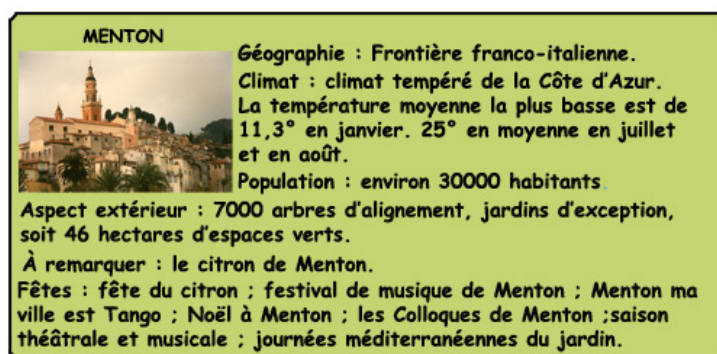 MENTON
Géographie : Frontière franco-italienne.
Climat : climat tempéré de la Côte d'Azur.
La température moyenne la plus basse est de
11,3° en janvier. 25° en moyenne en juillet
et en août.
Population : environ 30000 habitants.
Aspect extérieur : 7000 arbres d'alignement, jardins d'exception,
soit 46 hectares d'espaces verts.
À remarquer : le citron de Menton.
Fêtes : fête du citron ; festival de musique de Menton ; Menton ma
ville est Tango ; Noël à Menton ; les Colloques de Menton ;saison
théâtrale et musicale ; journées méditerranéennes du jardin.